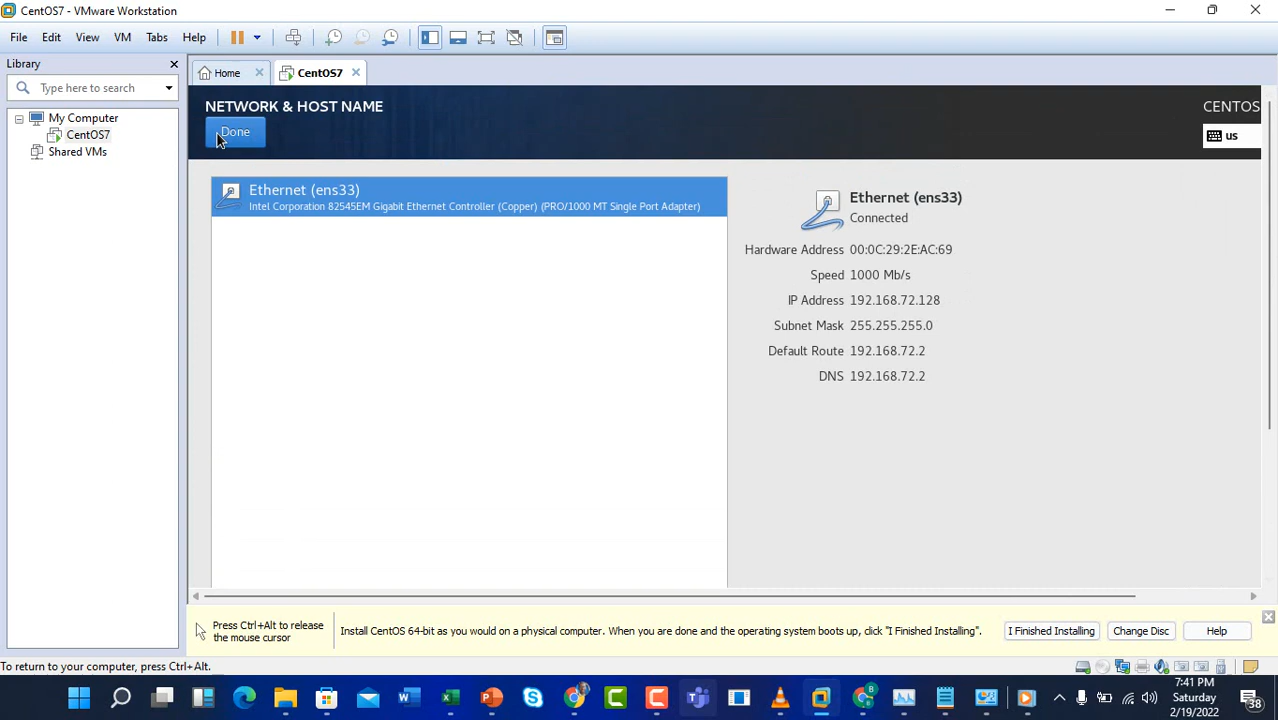 CentOS7 - VMware Workstation
File Edit View VM Tabs Help
Library
Type here to search
My Computer
CentOS7
Shared VMs
Home
CentOS7
NETWORK & HOST NAME
Done
CENTOS
us
Ethernet (ens33)
Intel Corporation 82545EM Gigabit Ethernet Controller (Copper) (PRO/1000 MT Single Port Adapter)
Ethernet (ens33)
Connected
Hardware Address 00:0C:29:2E:AC:69
Speed 1000 Mb/s
IP Address 192.168.72.128
Subnet Mask 255.255.255.0
Default Route 192.168.72.2
DNS 192.168.72.2
Press Ctrl+Alt to release
the mouse cursor
Install CentOS 64-bit as you would on a physical computer. When you are done and the operating system boots up, click "I Finished Installing".
I Finished Installing
Change Disc
Help
To return to your computer, press Ctrl+Alt.
7:41 PM
Saturday
2/19/2022
38